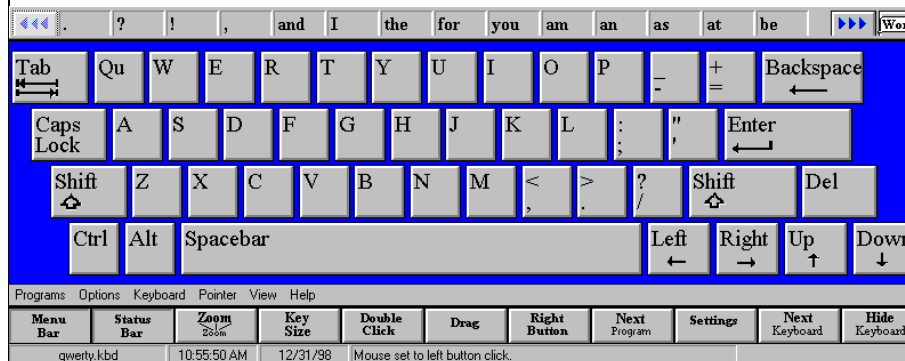 . ? ! , and I the for you am an as at be Wo
Tab Qu W E R T Y U I O P _ - + = Backspace
Caps Lock A S D F G H J K L : ; " ' Enter
Shift Z X C V B N M < , > . ? / Shift Del
Ctrl Alt Spacebar Left Right Up Down
Programs Options Keyboard Pointer View Help
Menu Bar Status Bar Zoom Zoom Key Size Double Click Drag Right Button Next Program Settings Next Keyboard Hide Keyboard
qwerty.kbd 10:55:50 AM 12/31/98 Mouse set to left button click.